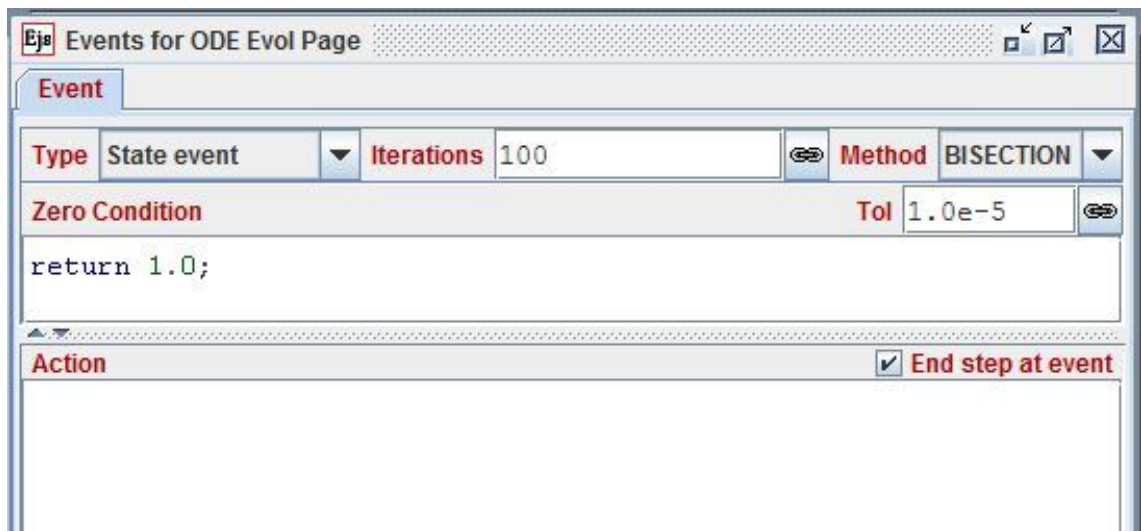 Ejs Events for ODE Evol Page
Event
Type State event Iterations 100 Method BISECTION
Zero Condition Tol 1.0e-5
return 1.0;
Action End step at event